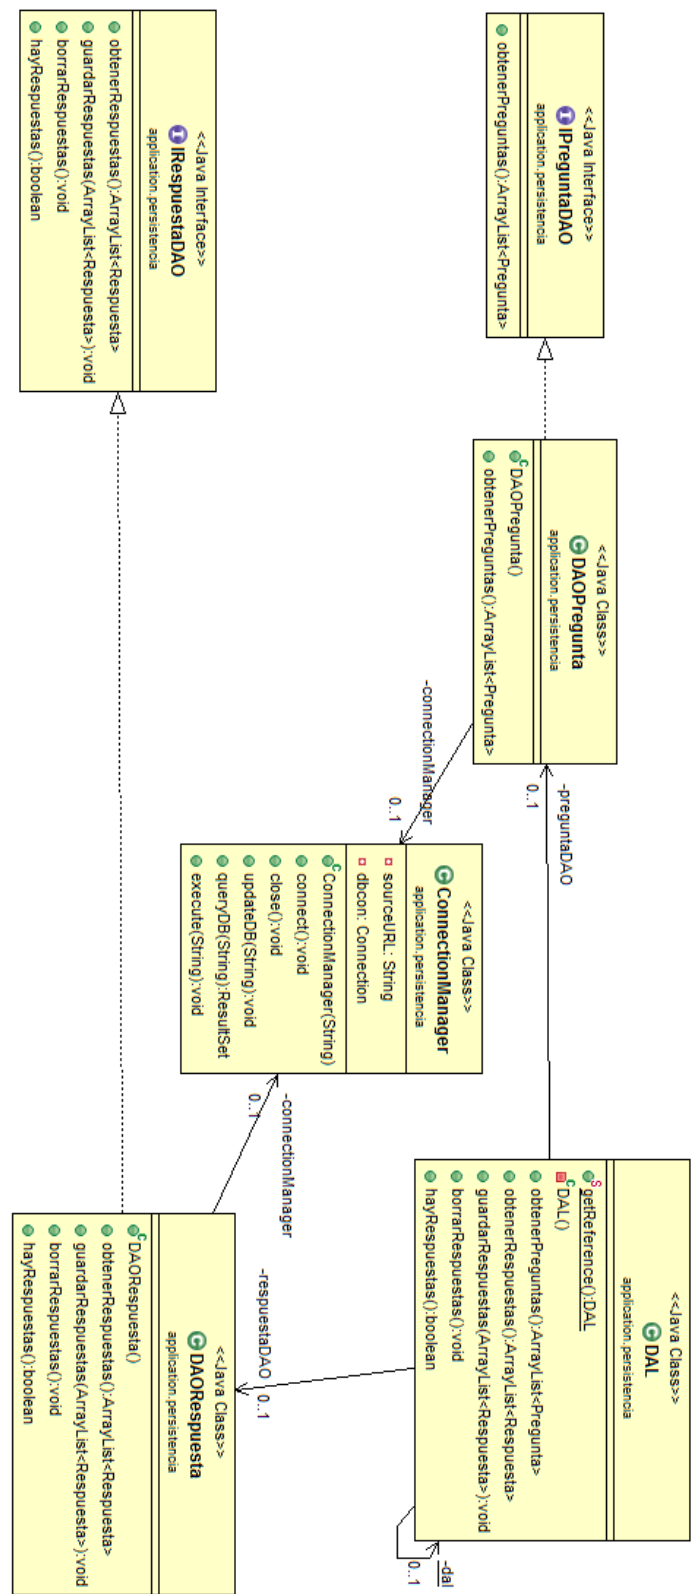 <<Java Interface>>
IPreguntaDAO
application.persistencia
obtenerPreguntas():ArrayList<Pregunta>
<<Java Class>>
DAOPregunta
application.persistencia
DAOPregunta()
obtenerPreguntas():ArrayList<Pregunta>
-preguntaDAO
0..1
<<Java Class>>
DAL
application.persistencia
getReference():DAL
DAL()
obtenerPreguntas():ArrayList<Pregunta>
obtenerRespuestas():ArrayList<Respuesta>
guardarRespuestas(ArrayList<Respuesta>):void
borrarRespuestas():void
hayRespuestas():boolean
-dal
0..1
-connectionManager
0..1
<<Java Class>>
ConnectionManager
application.persistencia
sourceURL: String
dbcon: Connection
ConnectionManager(String)
connect():void
close():void
updateDB(String):void
queryDB(String):ResultSet
execute(String):void
-connectionManager
0..1
-respuestaDAO
0..1
<<Java Interface>>
IRespuestaDAO
application.persistencia
obtenerRespuestas():ArrayList<Respuesta>
guardarRespuestas(ArrayList<Respuesta>):void
borrarRespuestas():void
hayRespuestas():boolean
<<Java Class>>
DAORespuesta
application.persistencia
DAORespuesta()
obtenerRespuestas():ArrayList<Respuesta>
guardarRespuestas(ArrayList<Respuesta>):void
borrarRespuestas():void
hayRespuestas():boolean